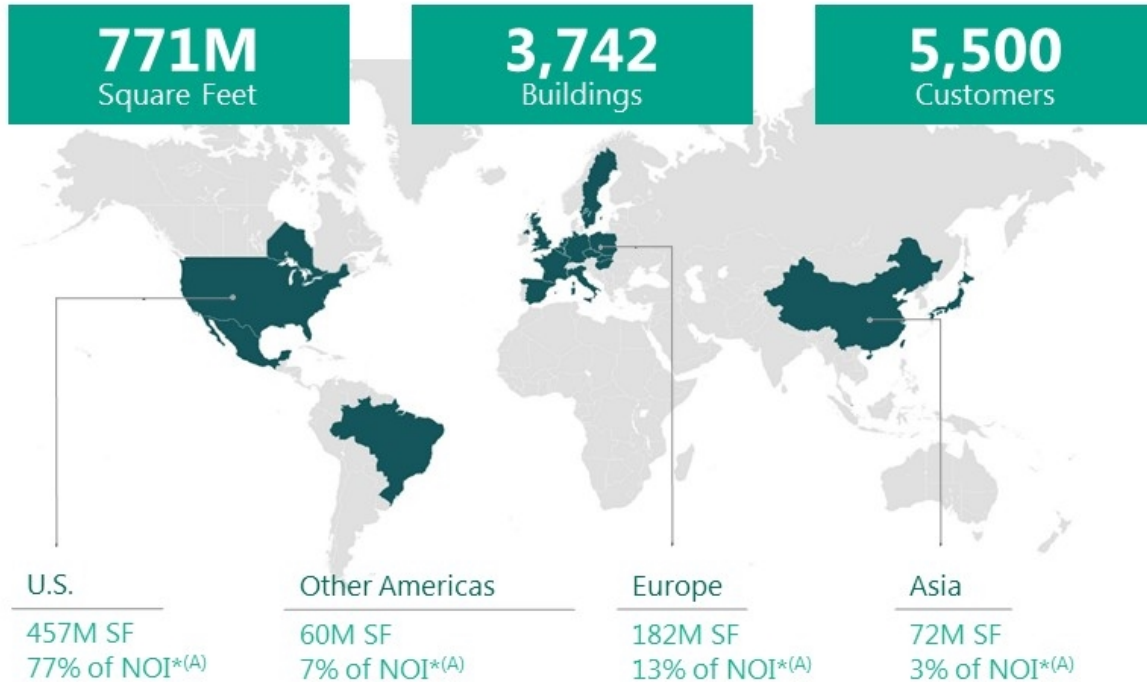 771M
Square Feet
3,742
Buildings
5,500
Customers
U.S.
457M SF
77% of NOI*(A)
Other Americas
60M SF
7% of NOI*(A)
Europe
182M SF
13% of NOI*(A)
Asia
72M SF
3% of NOI*(A)